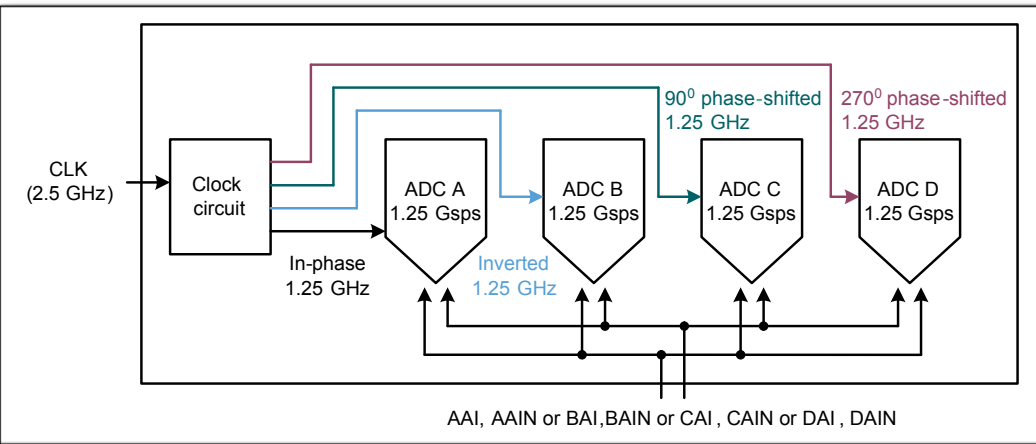 90⁰ phase-shifted
1.25 GHz
270⁰ phase-shifted
1.25 GHz
CLK
(2.5 GHz)
Clock
circuit
ADC A
1.25 Gsps
ADC B
1.25 Gsps
ADC C
1.25 Gsps
ADC D
1.25 Gsps
In-phase
1.25 GHz
Inverted
1.25 GHz
AAI, AAIN or BAI,BAIN or CAI , CAIN or DAI , DAIN